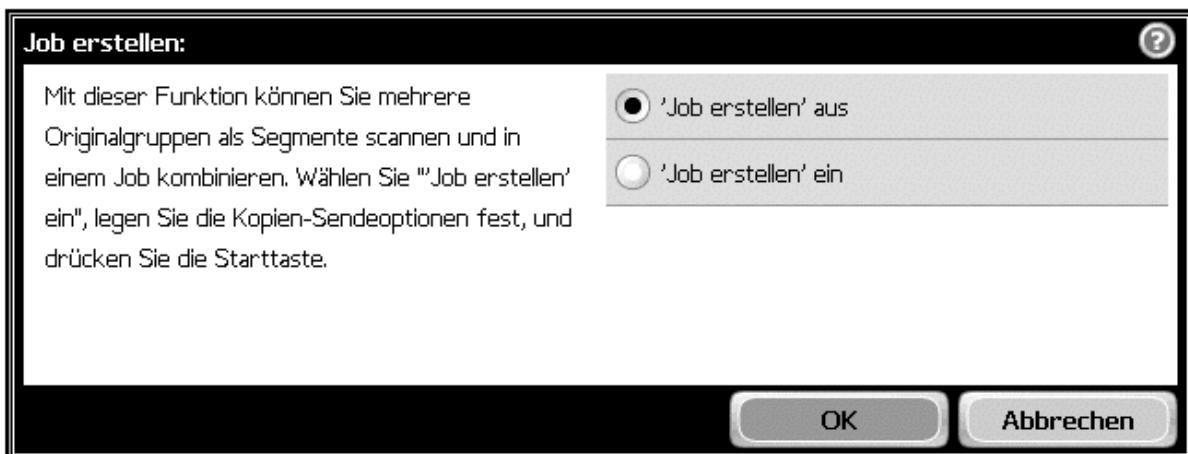 Job erstellen:
?
Mit dieser Funktion können Sie mehrere
Originalgruppen als Segmente scannen und in
einem Job kombinieren. Wählen Sie "'Job erstellen'
ein", legen Sie die Kopien-Sendeoptionen fest, und
drücken Sie die Starttaste.
'Job erstellen' aus
'Job erstellen' ein
OK
Abbrechen